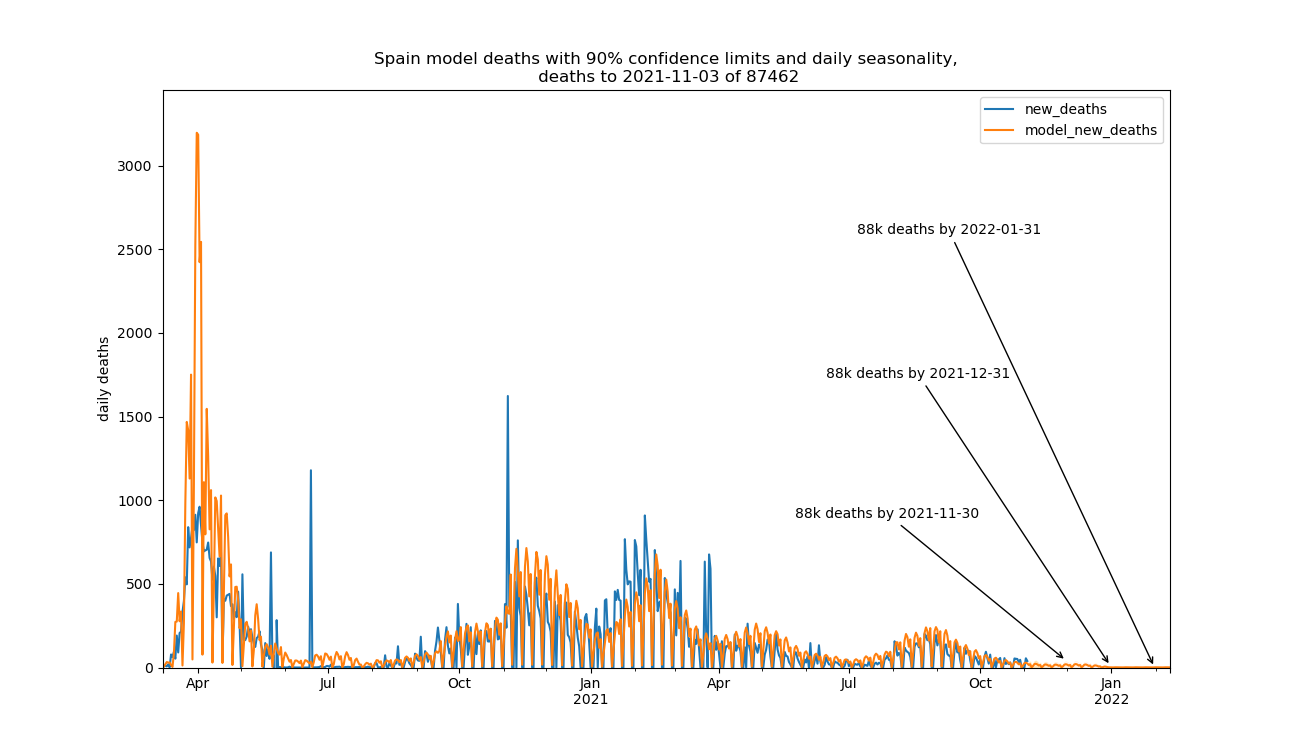 Spain model deaths with 90% confidence limits and daily seasonality,
deaths to 2021-11-03 of 87462
new_deaths
model_new_deaths
daily deaths
3000
2500
2000
1500
1000
500
0
88k deaths by 2022-01-31
88k deaths by 2021-12-31
88k deaths by 2021-11-30
Apr Jul Oct Jan Apr Jul Oct Jan
2021 2022